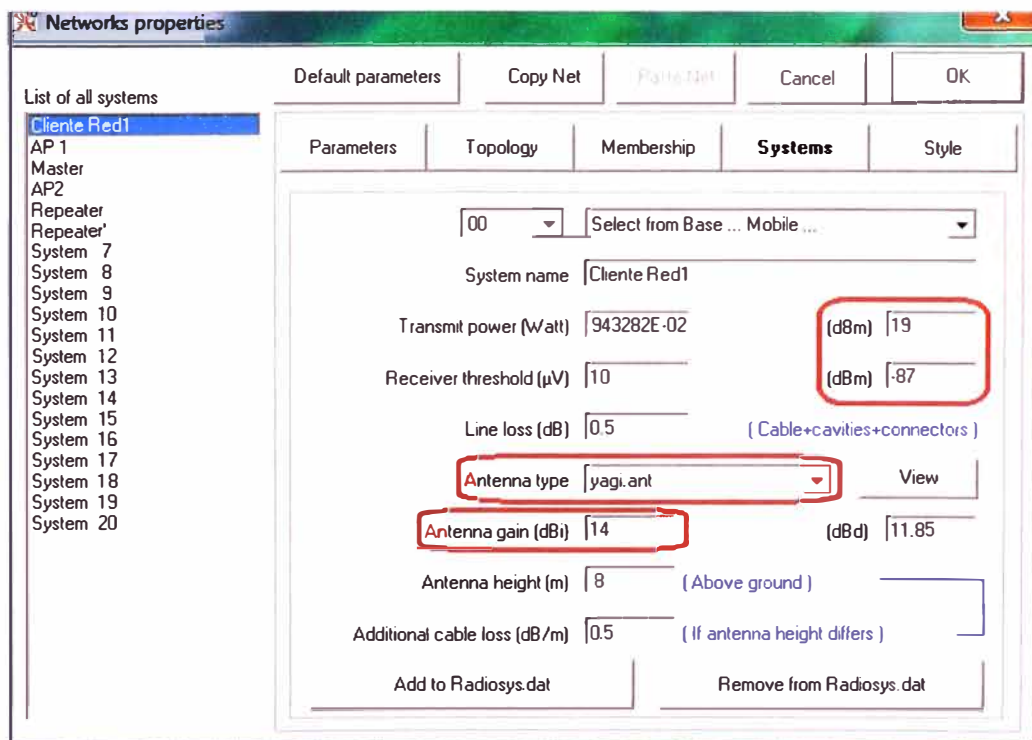 Networks properties
Default parameters
Copy Net
Paste Net
Cancel
OK
List of all systems
Cliente Red1
AP 1
Master
AP2
Repeater
Repeater'
System 7
System 8
System 9
System 10
System 11
System 12
System 13
System 14
System 15
System 16
System 17
System 18
System 19
System 20
Parameters
Topology
Membership
Systems
Style
00
Select from Base ... Mobile ...
System name Cliente Red1
Transmit power (Watt) 943282E-02 (dBm) 19
Receiver threshold (µV) 10 (dBm) -87
Line loss (dB) 0.5 ( Cable+cavities+connectors )
Antenna type yagi.ant View
Antenna gain (dBi) 14 (dBd) 11.85
Antenna height (m) 8 ( Above ground )
Additional cable loss (dB/m) 0.5 ( If antenna height differs )
Add to Radiosys.dat
Remove from Radiosys.dat